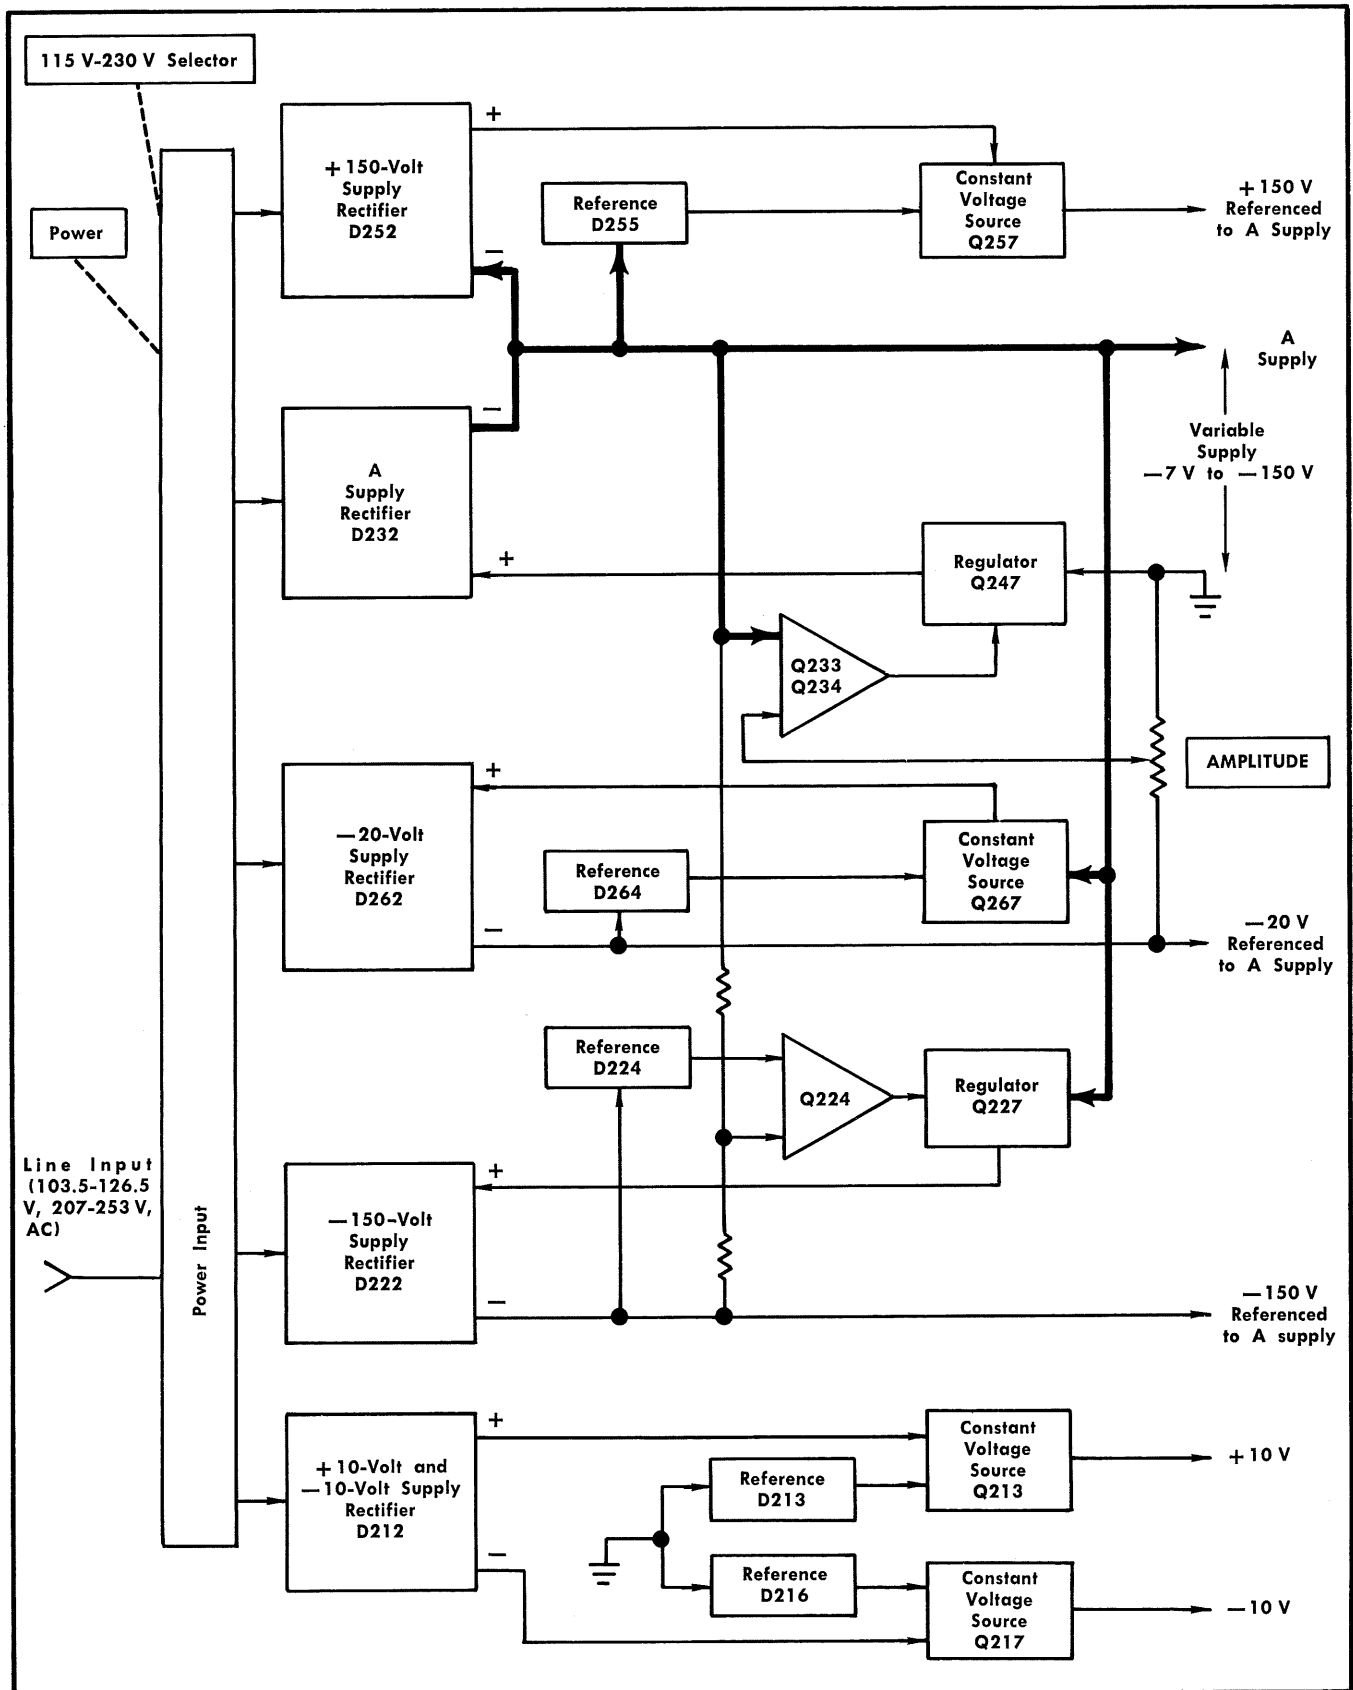 115 V-230 V Selector
Power
+150-Volt
Supply
Rectifier
D252
+
−
Reference
D255
Constant
Voltage
Source
Q257
+150 V
Referenced
to A Supply
A
Supply
Variable
Supply
−7 V to −150 V
A
Supply
Rectifier
D232
−
+
Regulator
Q247
Q233
Q234
AMPLITUDE
−20-Volt
Supply
Rectifier
D262
+
−
Reference
D264
Constant
Voltage
Source
Q267
−20 V
Referenced
to A Supply
Reference
D224
Q224
Regulator
Q227
Line Input
(103.5-126.5
V, 207-253 V,
AC)
Power Input
−150-Volt
Supply
Rectifier
D222
+
−
−150 V
Referenced
to A supply
+10-Volt and
−10-Volt Supply
Rectifier
D212
+
−
Reference
D213
Constant
Voltage
Source
Q213
+10 V
Reference
D216
Constant
Voltage
Source
Q217
−10 V